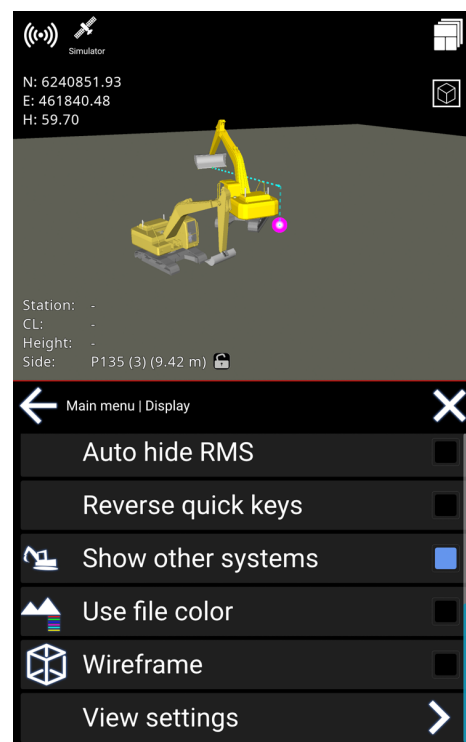 Simulator
N: 6240851.93
E: 461840.48
H: 59.70
Station: -
CL: -
Height: -
Side: P135 (3) (9.42 m)
Main menu | Display
Auto hide RMS
Reverse quick keys
Show other systems
Use file color
Wireframe
View settings